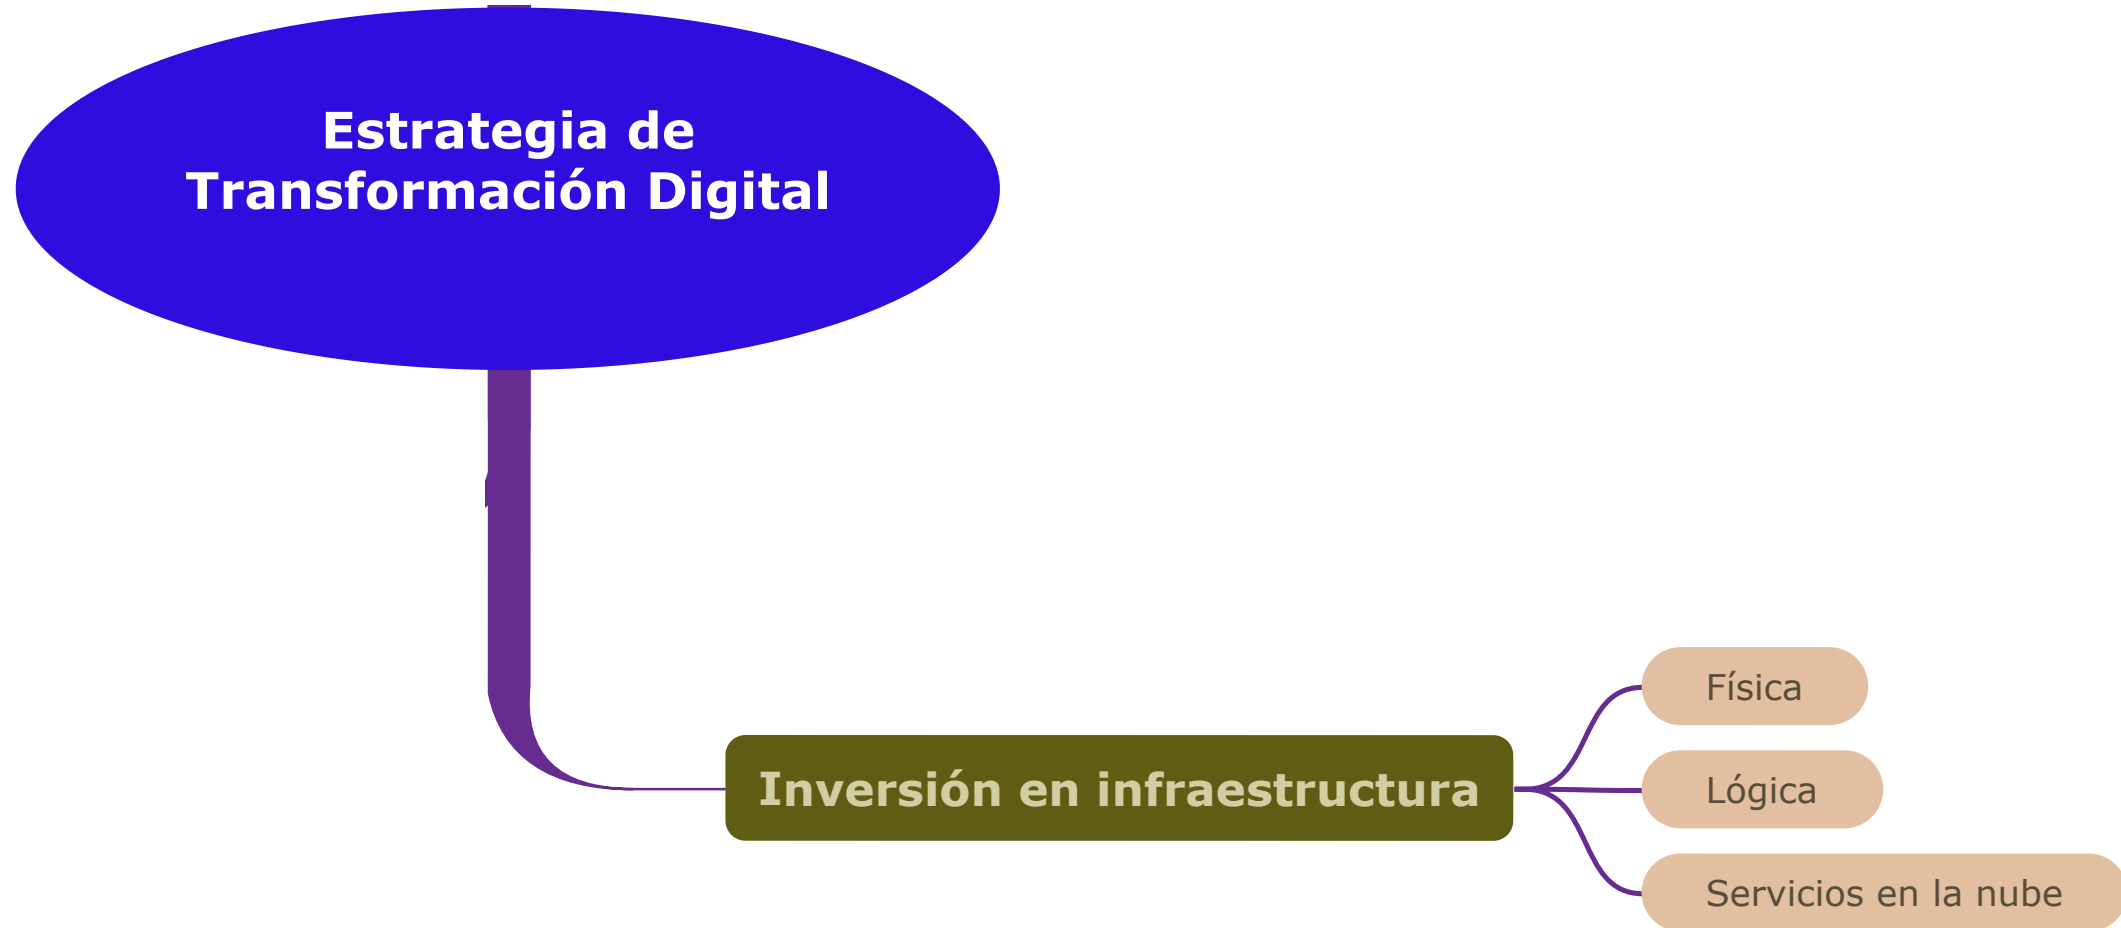 Estrategia de
Transformación Digital
Inversión en infraestructura
Física
Lógica
Servicios en la nube